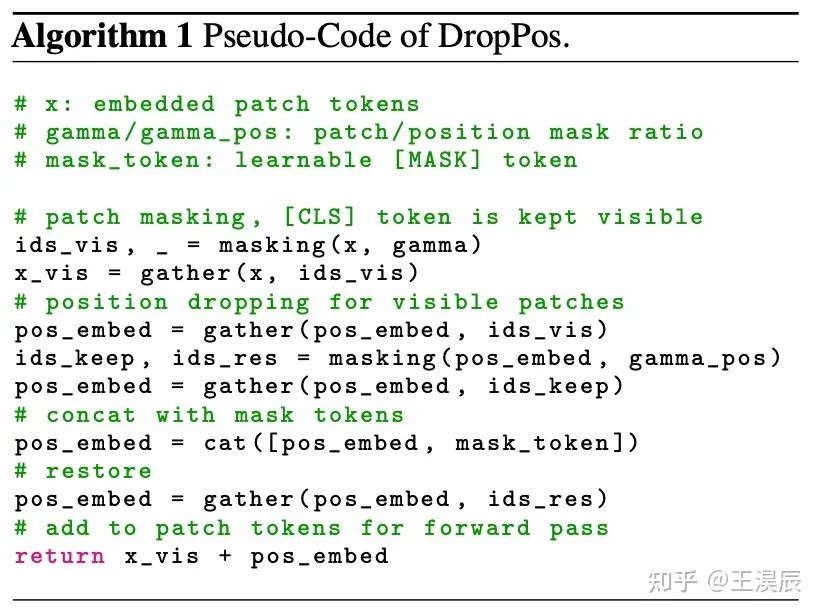 Algorithm 1 Pseudo-Code of DropPos.
# x: embedded patch tokens
# gamma/gamma_pos: patch/position mask ratio
# mask_token: learnable [MASK] token
# patch masking, [CLS] token is kept visible
ids_vis, _ = masking(x, gamma)
x_vis = gather(x, ids_vis)
# position dropping for visible patches
pos_embed = gather(pos_embed, ids_vis)
ids_keep, ids_res = masking(pos_embed, gamma_pos)
pos_embed = gather(pos_embed, ids_keep)
# concat with mask tokens
pos_embed = cat([pos_embed, mask_token])
# restore
pos_embed = gather(pos_embed, ids_res)
# add to patch tokens for forward pass
return x_vis + pos_embed
知乎 @王淏辰